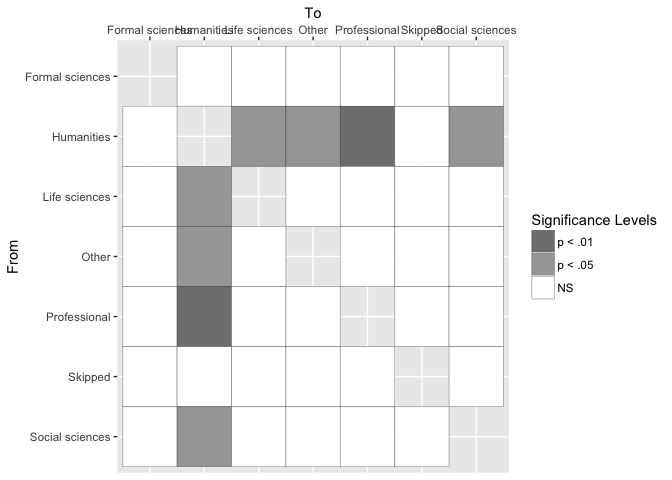 To
Formal sciences Humanities Life sciences Other Professional Skipped Social sciences
Formal sciences
Humanities
Life sciences
Other
Professional
Skipped
Social sciences
From
Significance Levels
p < .01
p < .05
NS